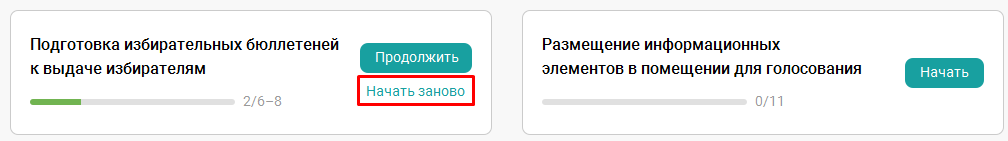 Подготовка избирательных бюллетеней
к выдаче избирателям
Продолжить
Начать заново
2/6–8
Размещение информационных
элементов в помещении для голосования
Начать
0/11